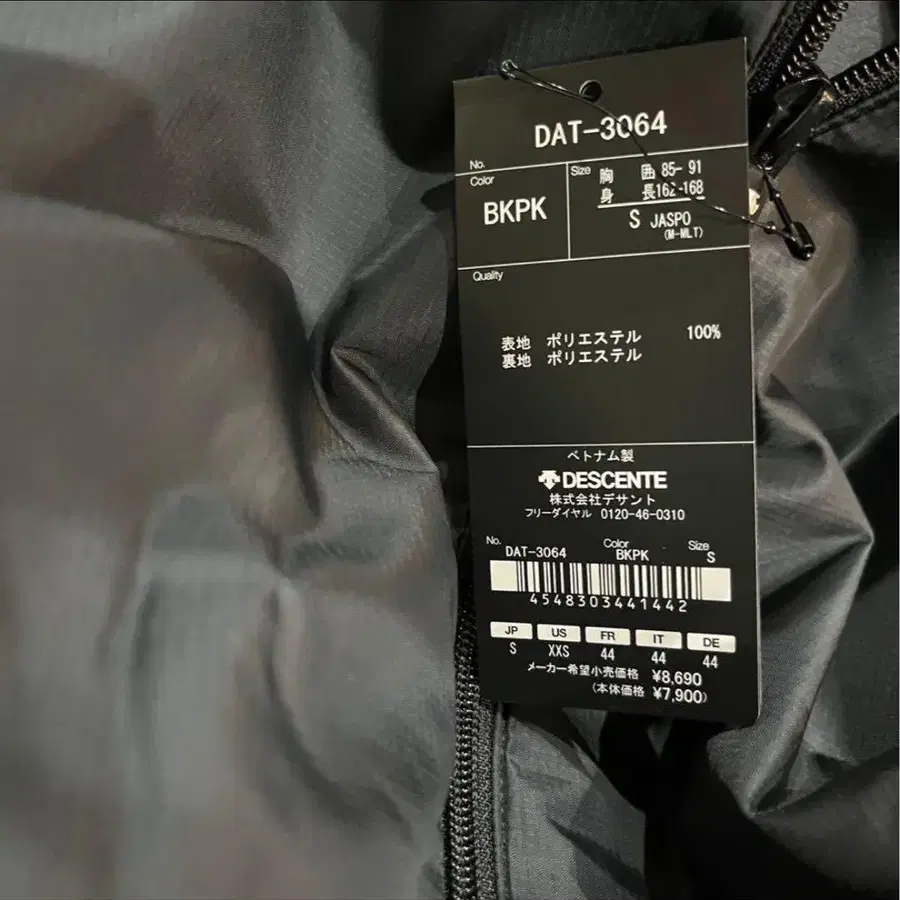 DAT-3064
No.
Color
BKPK
Size 胸 囲 85- 91
身 長162-168
S JASPO
(M-MLT)
Quality
表地 ポリエステル 100%
裏地 ポリエステル
ベトナム製
DESCENTE
株式会社デサント
フリーダイヤル 0120-46-0310
No. Color Size
DAT-3064 BKPK S
4548303441442
JP US FR IT DE
S XXS 44 44 44
メーカー希望小売価格 ¥8,690
(本体価格 ¥7,900)